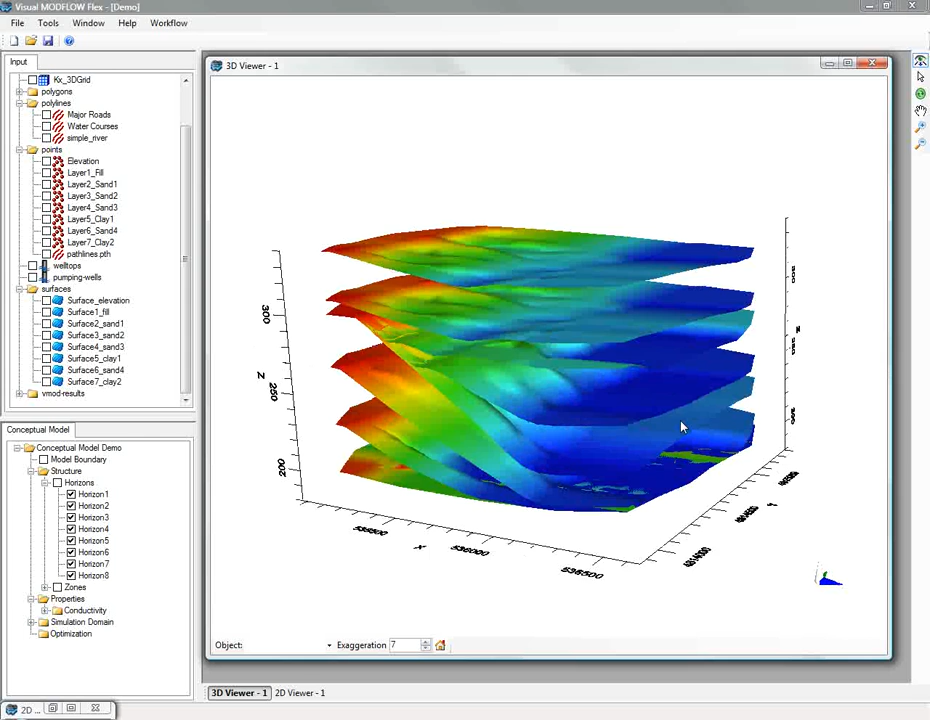 Visual MODFLOW Flex - [Demo]
File Tools Window Help Workflow
Input
Kx_3DGrid
polygons
polylines
Major Roads
Water Courses
simple_river
points
Elevation
Layer1_Fill
Layer2_Sand1
Layer3_Sand2
Layer4_Sand3
Layer5_Clay1
Layer6_Sand4
Layer7_Clay2
pathlines.pth
welltops
pumping-wells
surfaces
Surface_elevation
Surface1_fill
Surface2_sand1
Surface3_sand2
Surface4_sand3
Surface5_clay1
Surface6_sand4
Surface7_clay2
vmod-results
Conceptual Model
Conceptual Model Demo
Model Boundary
Structure
Horizons
Horizon1
Horizon2
Horizon3
Horizon4
Horizon5
Horizon6
Horizon7
Horizon8
Zones
Properties
Conductivity
Simulation Domain
Optimization
3D Viewer - 1
300
Z
250
200
535500
X
536000
536500
Object:
Exaggeration 7
3D Viewer - 1 2D Viewer - 1
2D ...